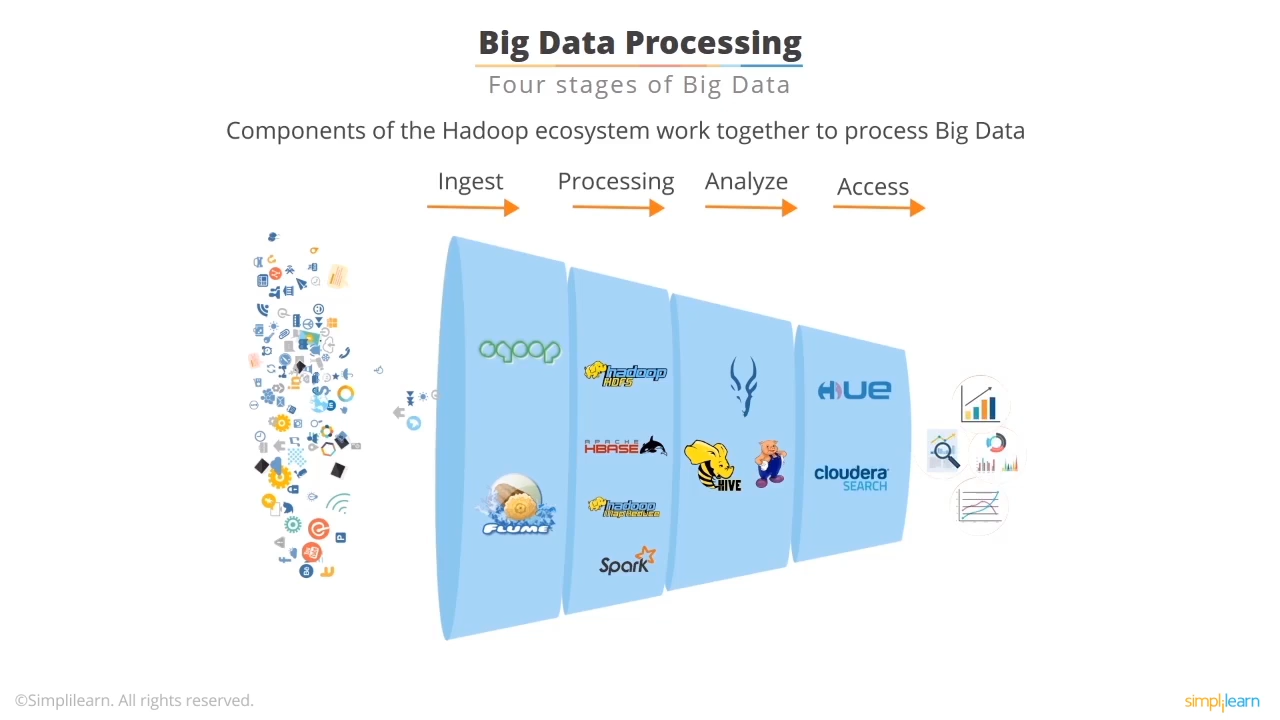 Big Data Processing
Four stages of Big Data
Components of the Hadoop ecosystem work together to process Big Data
Ingest
Processing
Analyze
Access
sqoop
FLUME
hadoop
HDFS
APACHE
HBASE
hadoop
MapReduce
Spark
HIVE
HUE
cloudera
SEARCH
©Simplilearn. All rights reserved.
simplilearn